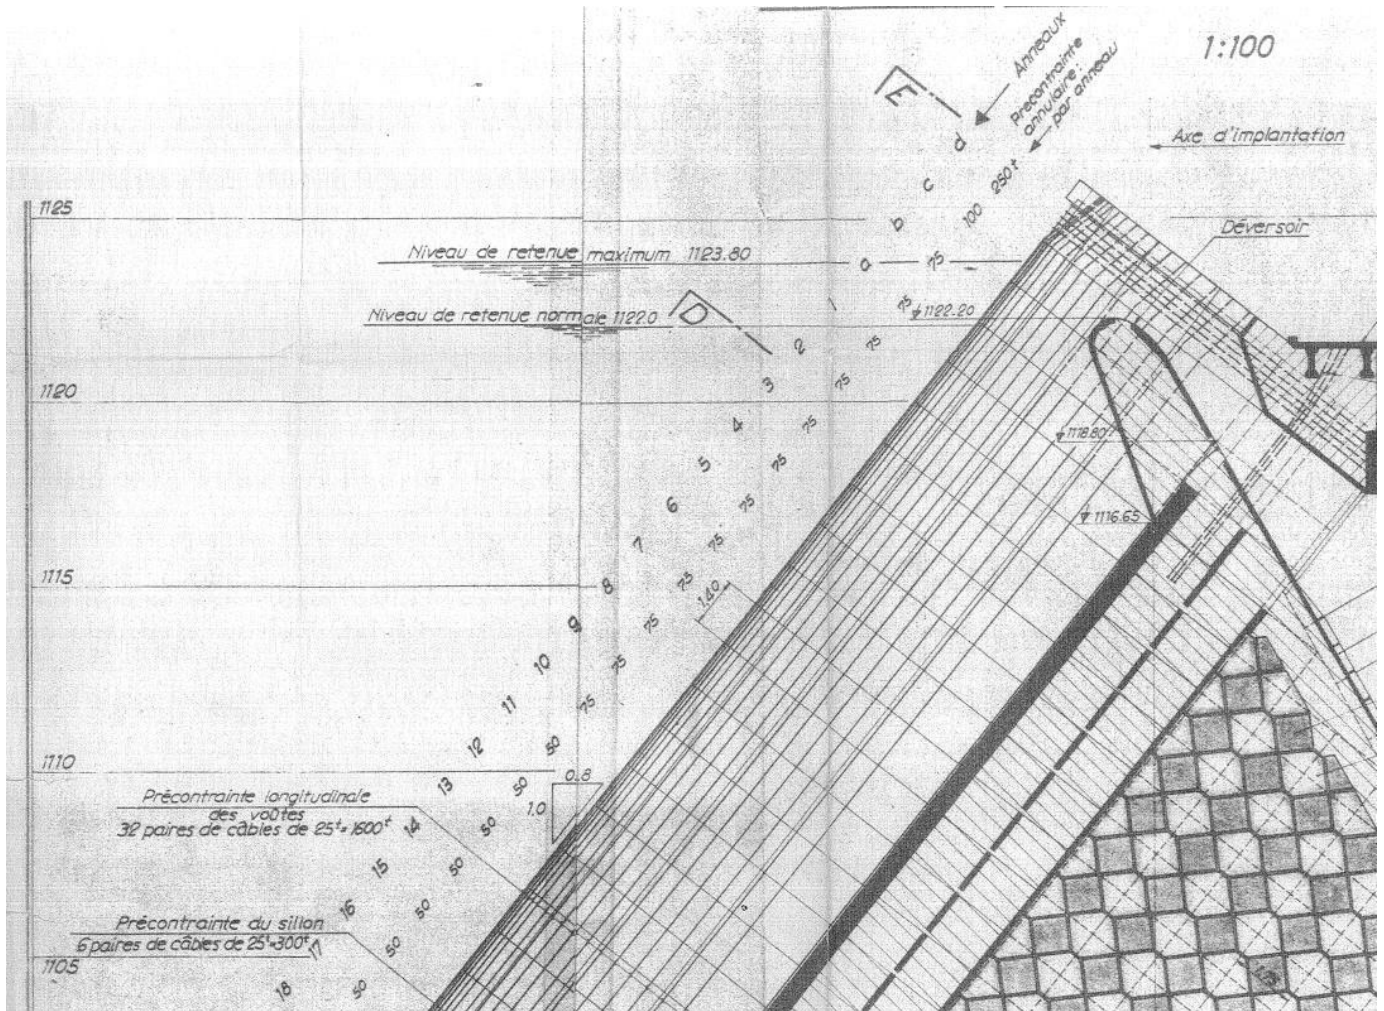 1:100
Anneaux
Précontrainte
annulaire:
par anneau
E
Axe d'implantation
d
c
b
a
250t
100
75
75
1125
Déversoir
Niveau de retenue maximum 1123.80
Niveau de retenue normale 1122.0
D
1122.20
2 75
3 75
1120
4 75
5 75
1118.80
6 75
7 75
1116.65
1115
8 75
1.40
9 75
10 75
11 75
12 50
1110
0.8
1.0
13 50
Précontrainte longitudinale
des voûtes
32 paires de câbles de 25t=1600t
14 50
15 50
16 50
Précontrainte du sillon
6 paires de câbles de 25t=300t
17 50
1105
18 50